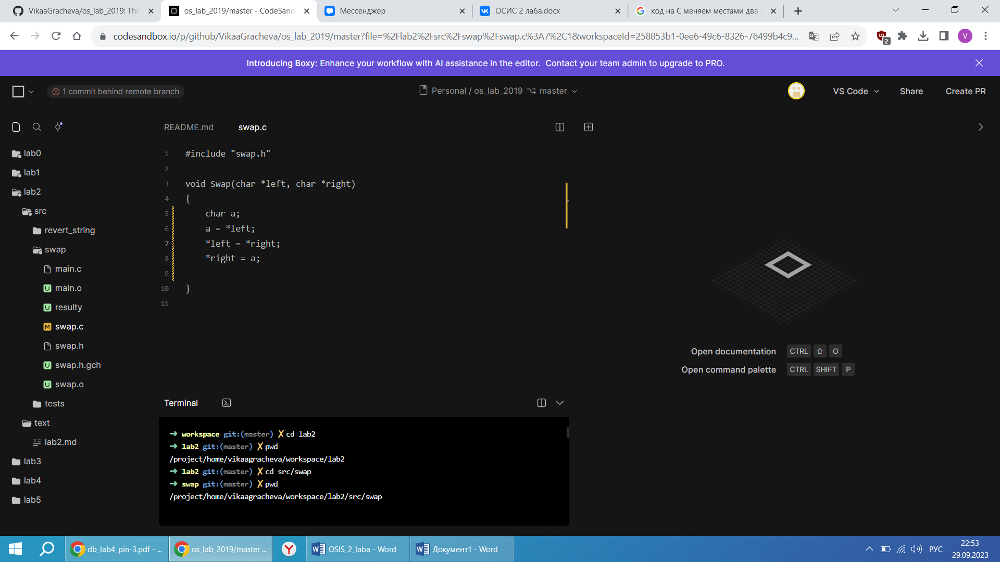 VikaaGracheva/os_lab_2019: The
os_lab_2019/master - CodeSand
Мессенджер
ОСИС 2 лаба.docx
код на С меняем местами два
codesandbox.io/p/github/VikaaGracheva/os_lab_2019/master?file=%2Flab2%2Fsrc%2Fswap%2Fswap.c%3A7%2C1&workspaceId=258853b1-0ee6-49c6-8326-76499b4c9...
2
V
Introducing Boxy: Enhance your workflow with AI assistance in the editor. Contact your team admin to upgrade to PRO.
1 commit behind remote branch
Personal / os_lab_2019 master
VS Code
Share
Create PR
README.md
swap.c
lab0
lab1
lab2
src
revert_string
swap
main.c
U main.o
U resulty
M swap.c
swap.h
U swap.h.gch
U swap.o
tests
text
lab2.md
lab3
lab4
lab5
1 #include "swap.h"
2
3 void Swap(char *left, char *right)
4 {
5 char a;
6 a = *left;
7 *left = *right;
8 *right = a;
9
10 }
11
Open documentation CTRL ⇧ O
Open command palette CTRL SHIFT P
Terminal
➜ workspace git:(master) ✗ cd lab2
➜ lab2 git:(master) ✗ pwd
/project/home/vikaagracheva/workspace/lab2
➜ lab2 git:(master) ✗ cd src/swap
➜ swap git:(master) ✗ pwd
/project/home/vikaagracheva/workspace/lab2/src/swap
db_lab4_pin-3.pdf - ...
os_lab_2019/master ...
OSIS_2_laba - Word
Документ1 - Word
РУС
22:53
29.09.2023